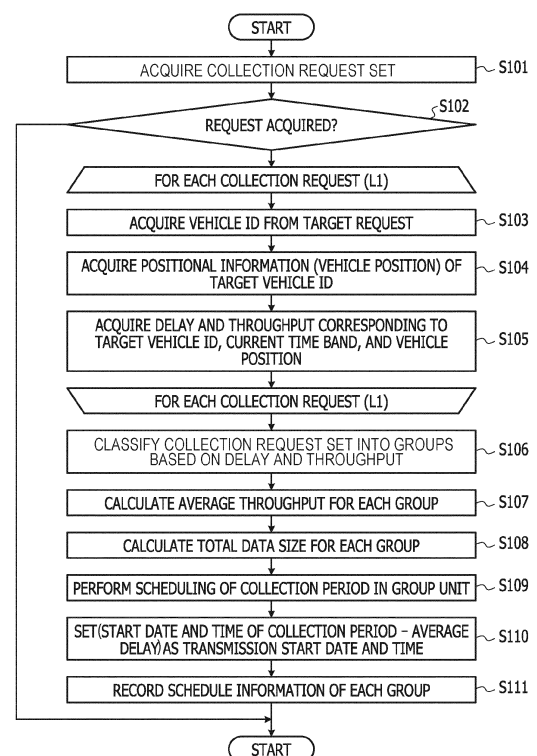 START
ACQUIRE COLLECTION REQUEST SET
S101
S102
REQUEST ACQUIRED?
FOR EACH COLLECTION REQUEST (L1)
ACQUIRE VEHICLE ID FROM TARGET REQUEST
S103
ACQUIRE POSITIONAL INFORMATION (VEHICLE POSITION) OF
TARGET VEHICLE ID
S104
ACQUIRE DELAY AND THROUGHPUT CORRESPONDING TO
TARGET VEHICLE ID, CURRENT TIME BAND, AND VEHICLE
POSITION
S105
FOR EACH COLLECTION REQUEST (L1)
CLASSIFY COLLECTION REQUEST SET INTO GROUPS
BASED ON DELAY AND THROUGHPUT
S106
CALCULATE AVERAGE THROUGHPUT FOR EACH GROUP
S107
CALCULATE TOTAL DATA SIZE FOR EACH GROUP
S108
PERFORM SCHEDULING OF COLLECTION PERIOD IN GROUP UNIT
S109
SET(START DATE AND TIME OF COLLECTION PERIOD - AVERAGE
DELAY)AS TRANSMISSION START DATE AND TIME
S110
RECORD SCHEDULE INFORMATION OF EACH GROUP
S111
START